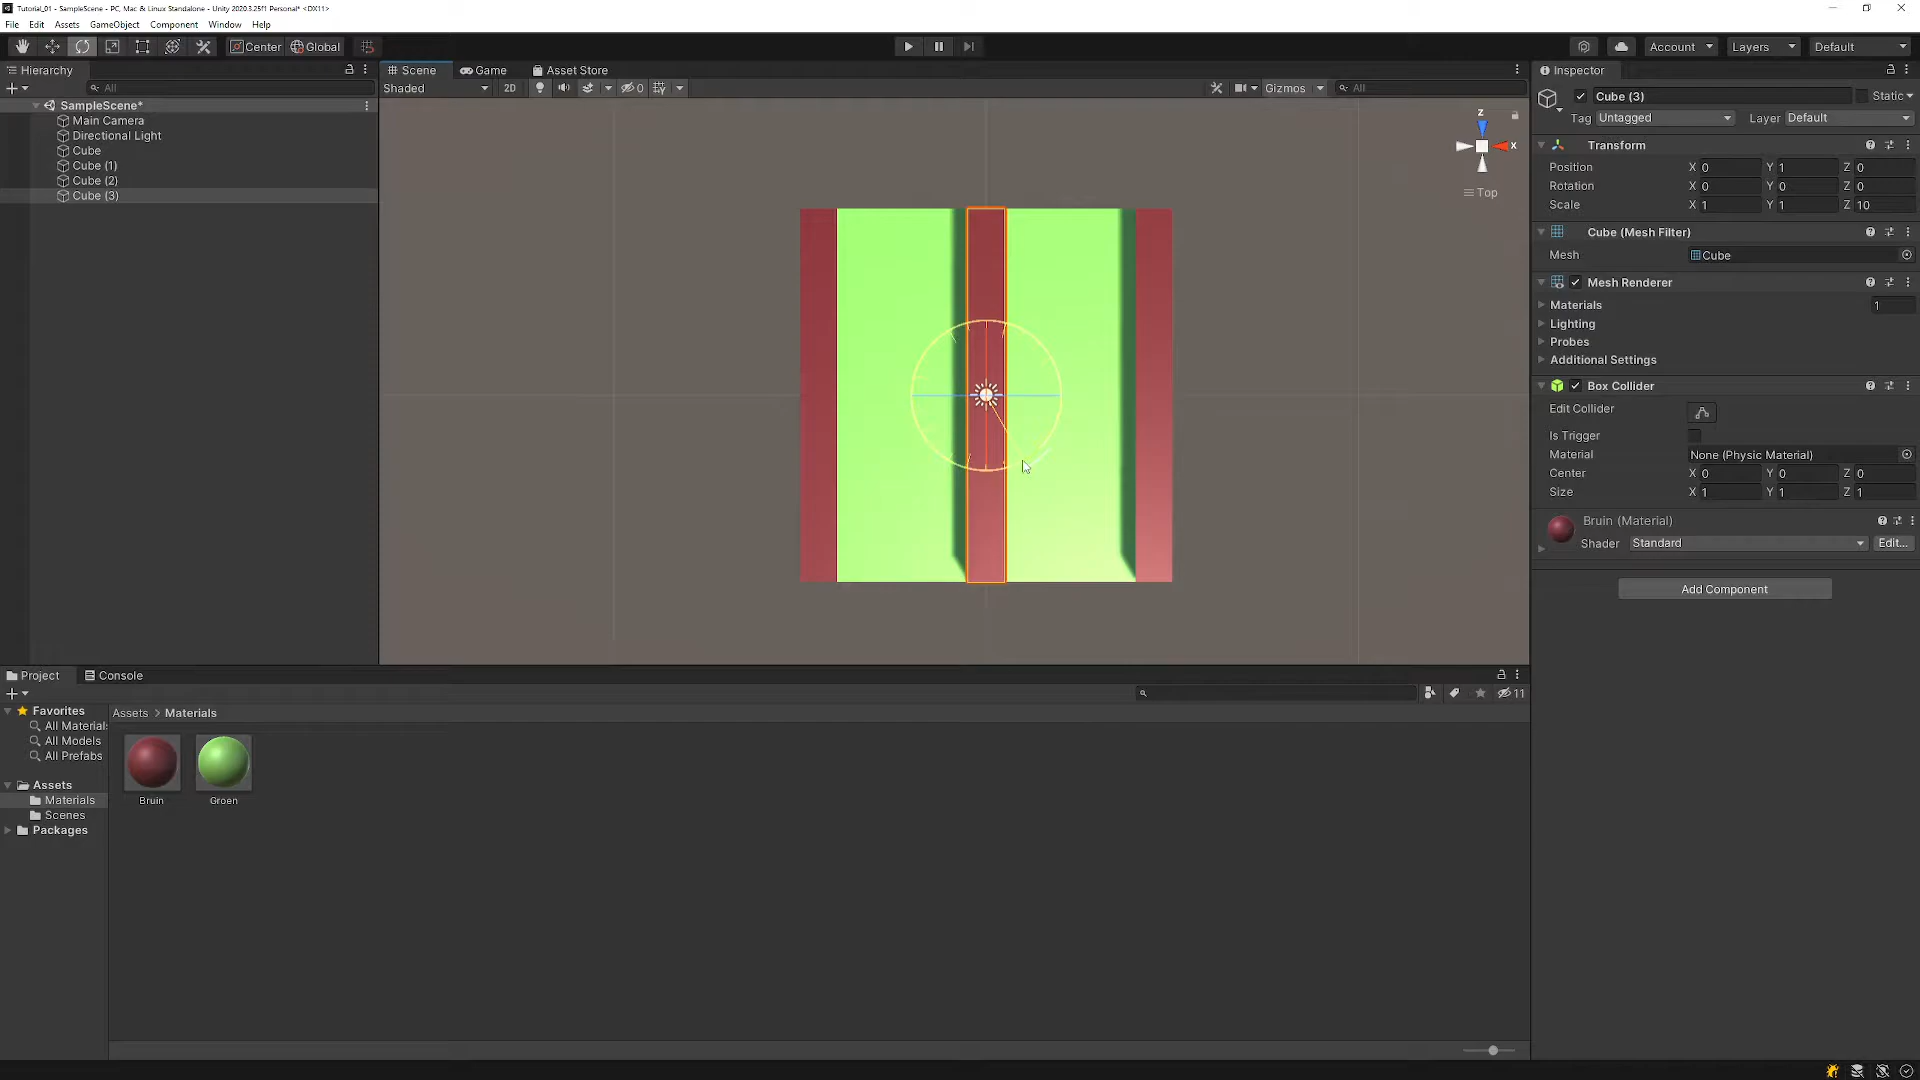 Tutorial_01 - SampleScene - PC, Mac & Linux Standalone - Unity 2020.3.25f1 Personal* <DX11>
File Edit Assets GameObject Component Window Help
Center Global Account Layers Default
Hierarchy
All
SampleScene*
Main Camera
Directional Light
Cube
Cube (1)
Cube (2)
Cube (3)
Scene Game Asset Store
Shaded 2D 0 Gizmos All
z
x
Top
Inspector
Cube (3) Static
Tag Untagged Layer Default
Transform
Position X 0 Y 1 Z 0
Rotation X 0 Y 0 Z 0
Scale X 1 Y 1 Z 10
Cube (Mesh Filter)
Mesh Cube
Mesh Renderer
Materials 1
Lighting
Probes
Additional Settings
Box Collider
Edit Collider
Is Trigger
Material None (Physic Material)
Center X 0 Y 0 Z 0
Size X 1 Y 1 Z 1
Bruin (Material)
Shader Standard Edit...
Add Component
Project Console
11
Favorites
All Materials
All Models
All Prefabs
Assets
Materials
Scenes
Packages
Assets > Materials
Bruin Groen